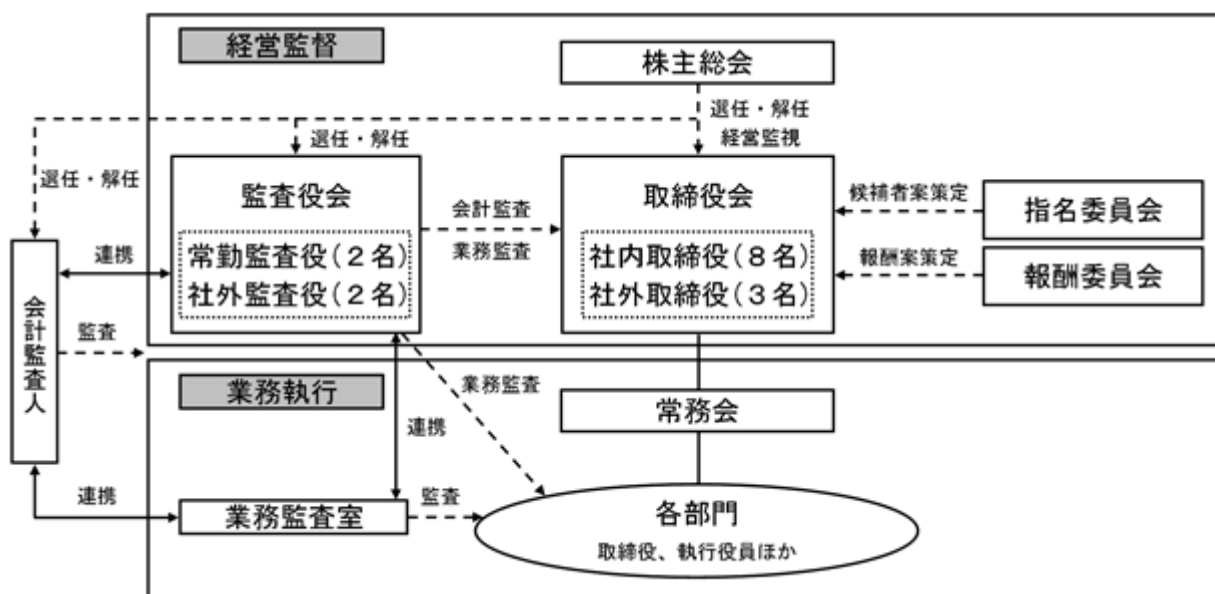 経営監督
株主総会
選任・解任
経営監視
選任・解任
選任・解任
監査役会
常勤監査役(２名)
社外監査役(２名)
会計監査
業務監査
取締役会
社内取締役(８名)
社外取締役(３名)
候補者案策定
指名委員会
報酬案策定
報酬委員会
連携
会計監査人
監査
業務執行
業務監査
常務会
連携
連携
業務監査室
監査
各部門
取締役、執行役員ほか